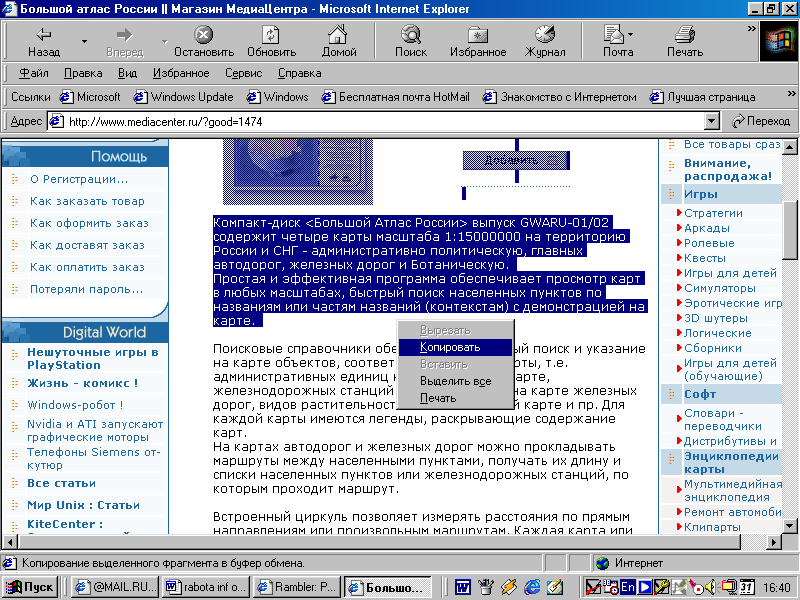 Большой атлас России || Магазин МедиаЦентра - Microsoft Internet Explorer
Назад Вперед Остановить Обновить Домой Поиск Избранное Журнал Почта Печать
Файл Правка Вид Избранное Сервис Справка
Ссылки Microsoft Windows Update Windows Бесплатная почта HotMail Знакомство с Интернетом Лучшая страница
Адрес http://www.mediacenter.ru/?good=1474 Переход
Помощь
О Регистрации...
Как заказать товар
Как оформить заказ
Как доставят заказ
Как оплатить заказ
Потеряли пароль...
Digital World
Нешуточные игры в
PlayStation
Жизнь - комикс !
Windows-робот !
Nvidia и ATI запускают
графические моторы
Телефоны Siemens от-
кутюр
Все статьи
Мир Unix : Статьи
KiteCenter :
Добавить
Компакт-диск <Большой Атлас России> выпуск GWARU-01/02
содержит четыре карты масштаба 1:15000000 на территорию
России и СНГ - административно политическую, главных
автодорог, железных дорог и Ботаническую.
Простая и эффективная программа обеспечивает просмотр карт
в любых масштабах, быстрый поиск населенных пунктов по
названиям или частям названий (контекстам) с демонстрацией на
карте.
Вырезать
Копировать
Вставить
Выделить все
Печать
Поисковые справочники обе ый поиск и указание
на карте объектов, соответ оты, т.е.
административных единиц н арте,
железнодорожных станций на карте железных
дорог, видов растительност й карте и пр. Для
каждой карты имеются легенды, раскрывающие содержание
карт.
На картах автодорог и железных дорог можно прокладывать
маршруты между населенными пунктами, получать их длину и
списки населенных пунктов или железнодорожных станций, по
которым проходит маршрут.
Встроенный циркуль позволяет измерять расстояния по прямым
направлениям или произвольным маршрутам. Каждая карта или
Все товары сраз
Внимание,
распродажа!
Игры
Стратегии
Аркады
Ролевые
Квесты
Игры для детей
Симуляторы
Эротические игр
3D шутеры
Логические
Сборники
Игры для детей
(обучающие)
Софт
Словари -
переводчики
Дистрибутивы и
Энциклопедии
карты
Мультимедийная
энциклопедия
Ремонт автомоби
Клипарты
Копирование выделенного фрагмента в буфер обмена. Интернет
Пуск @MAIL.RU... rabota inf o... Rambler: P... Большо... En 31 16:40